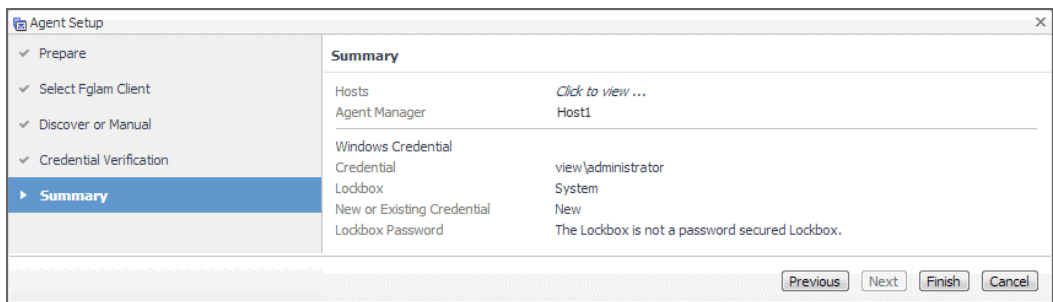 Agent Setup
Prepare
Select Fglam Client
Discover or Manual
Credential Verification
Summary
Summary
Hosts Click to view ...
Agent Manager Host1
Windows Credential
Credential view\administrator
Lockbox System
New or Existing Credential New
Lockbox Password The Lockbox is not a password secured Lockbox.
Previous Next Finish Cancel